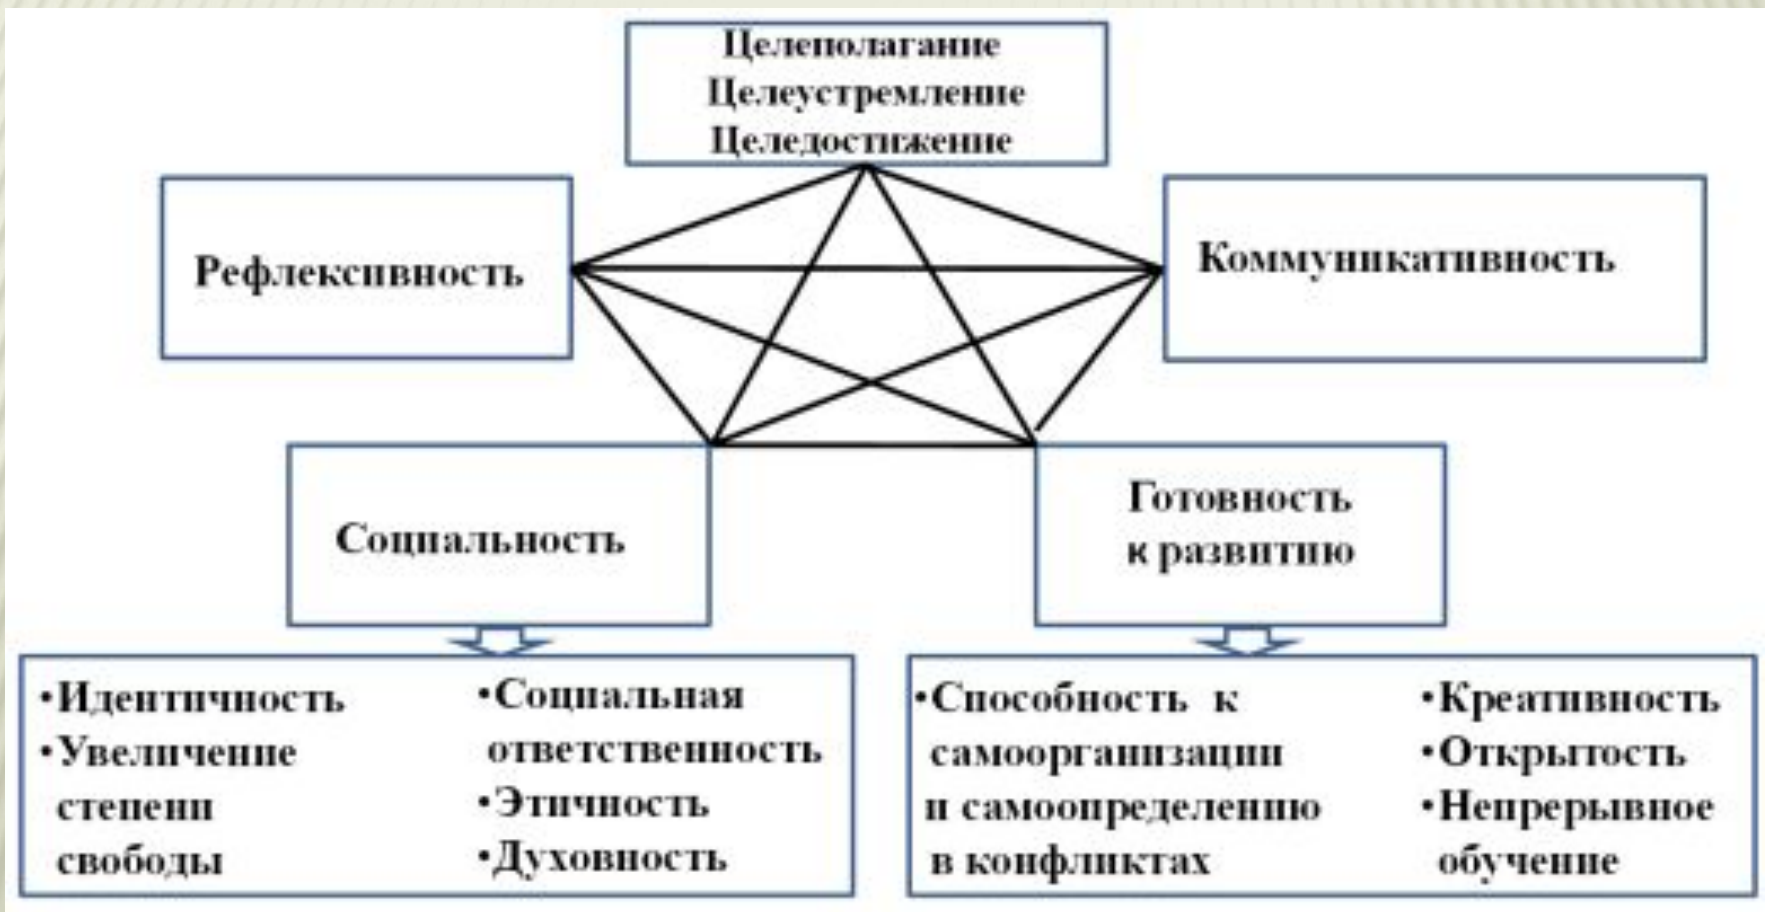 Целеполагание
Целеустремление
Целедостижение
Рефлексивность
Коммуникативность
Социальность
Готовность
к развитию
•Идентичность
•Увеличение
степени
свободы
•Социальная
ответственность
•Этичность
•Духовность
•Способность к
самоорганизации
и самоопределению
в конфликтах
•Креативность
•Открытость
•Непрерывное
обучение